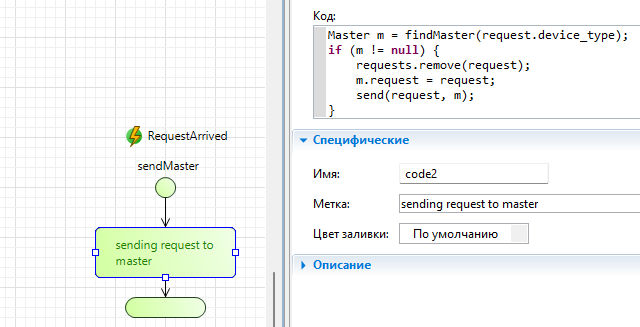 RequestArrived
sendMaster
sending request to
master
Код:
Master m = findMaster(request.device_type);
if (m != null) {
    requests.remove(request);
    m.request = request;
    send(request, m);
}
Специфические
Имя: code2
Метка: sending request to master
Цвет заливки: По умолчанию
Описание